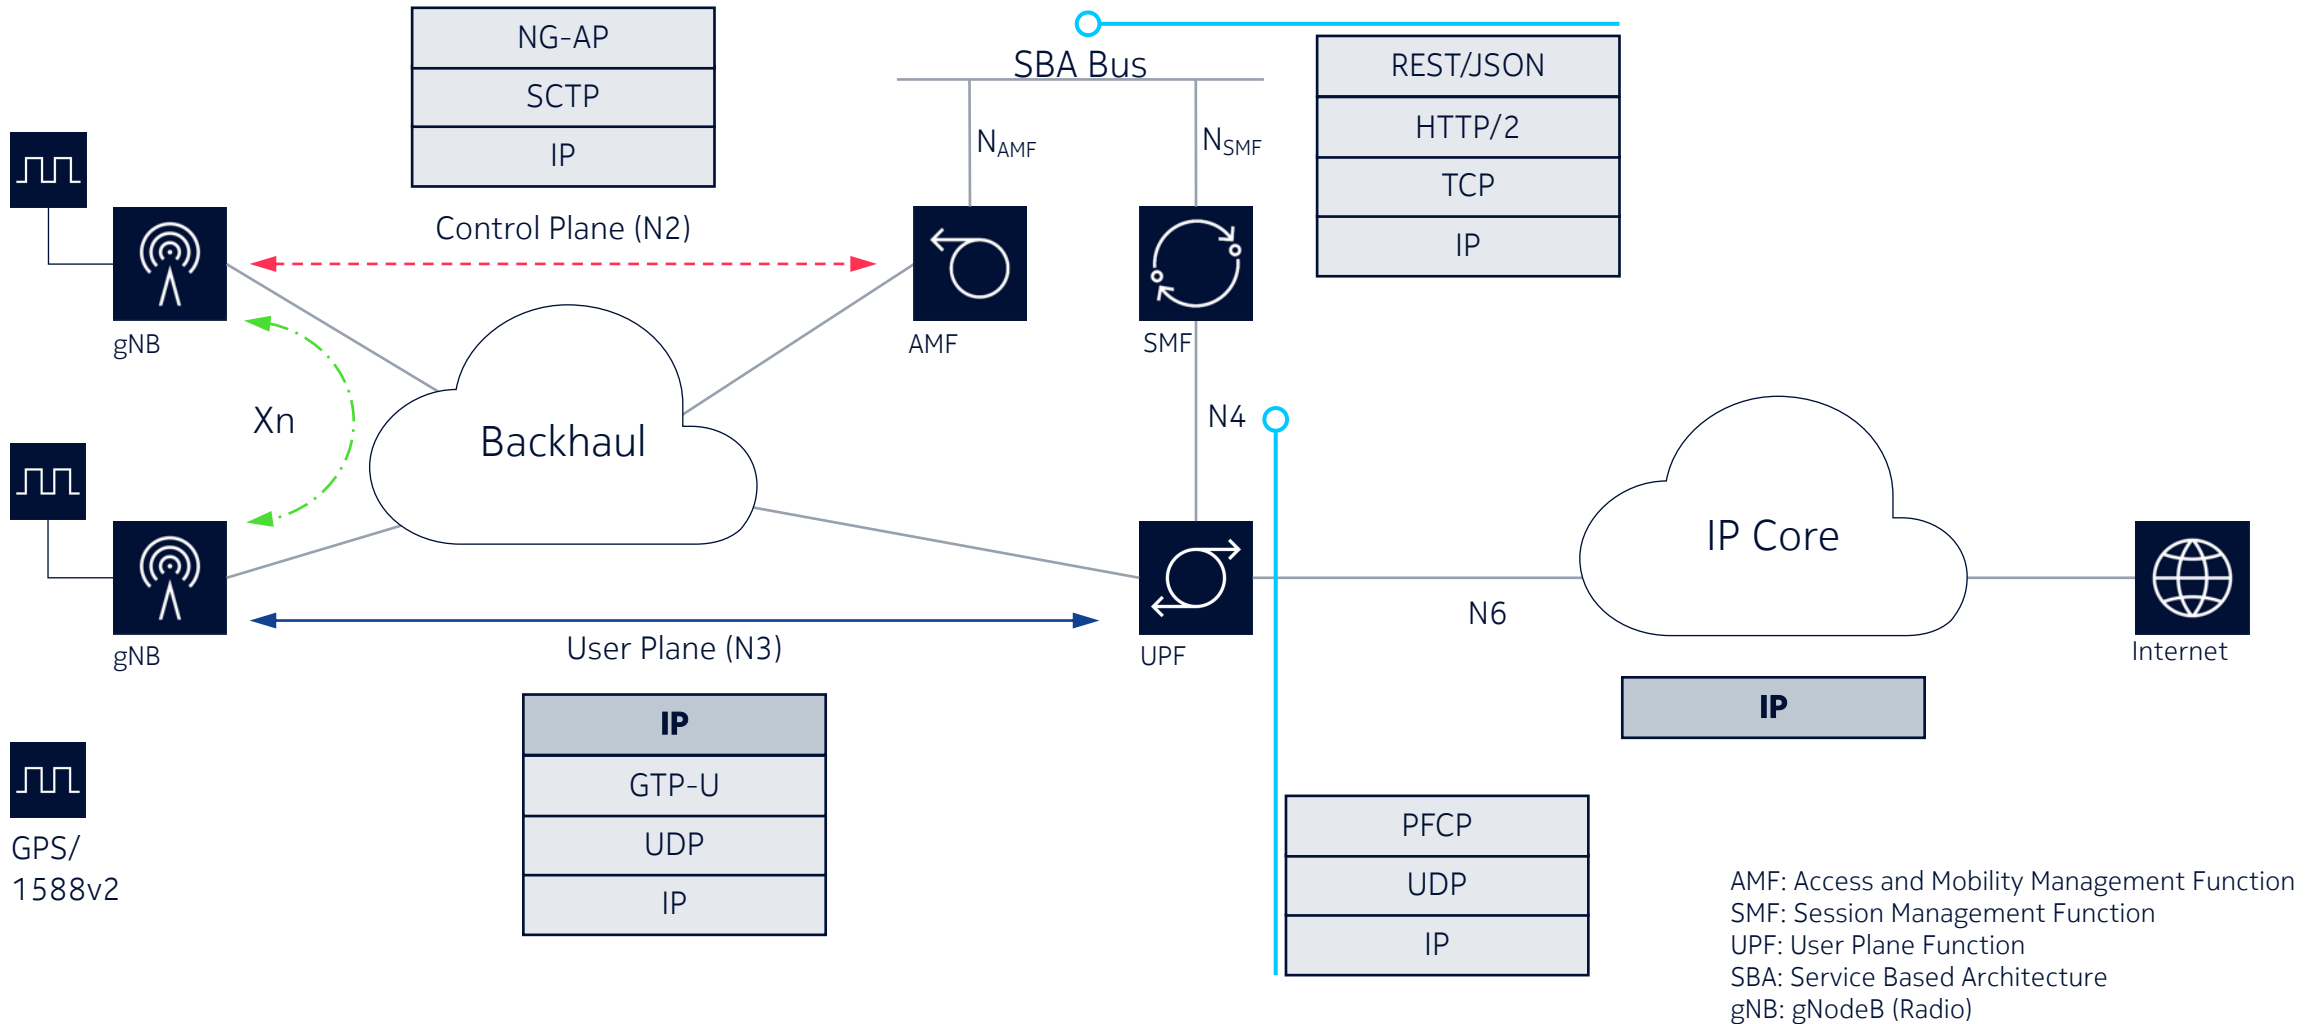 NG-AP
SCTP
IP
Control Plane (N2)
SBA Bus
N_AMF
N_SMF
REST/JSON
HTTP/2
TCP
IP
gNB
AMF
SMF
Xn
Backhaul
N4
IP Core
gNB
User Plane (N3)
UPF
N6
Internet
IP
GTP-U
UDP
IP
IP
PFCP
UDP
IP
GPS/
1588v2
AMF: Access and Mobility Management Function
SMF: Session Management Function
UPF: User Plane Function
SBA: Service Based Architecture
gNB: gNodeB (Radio)